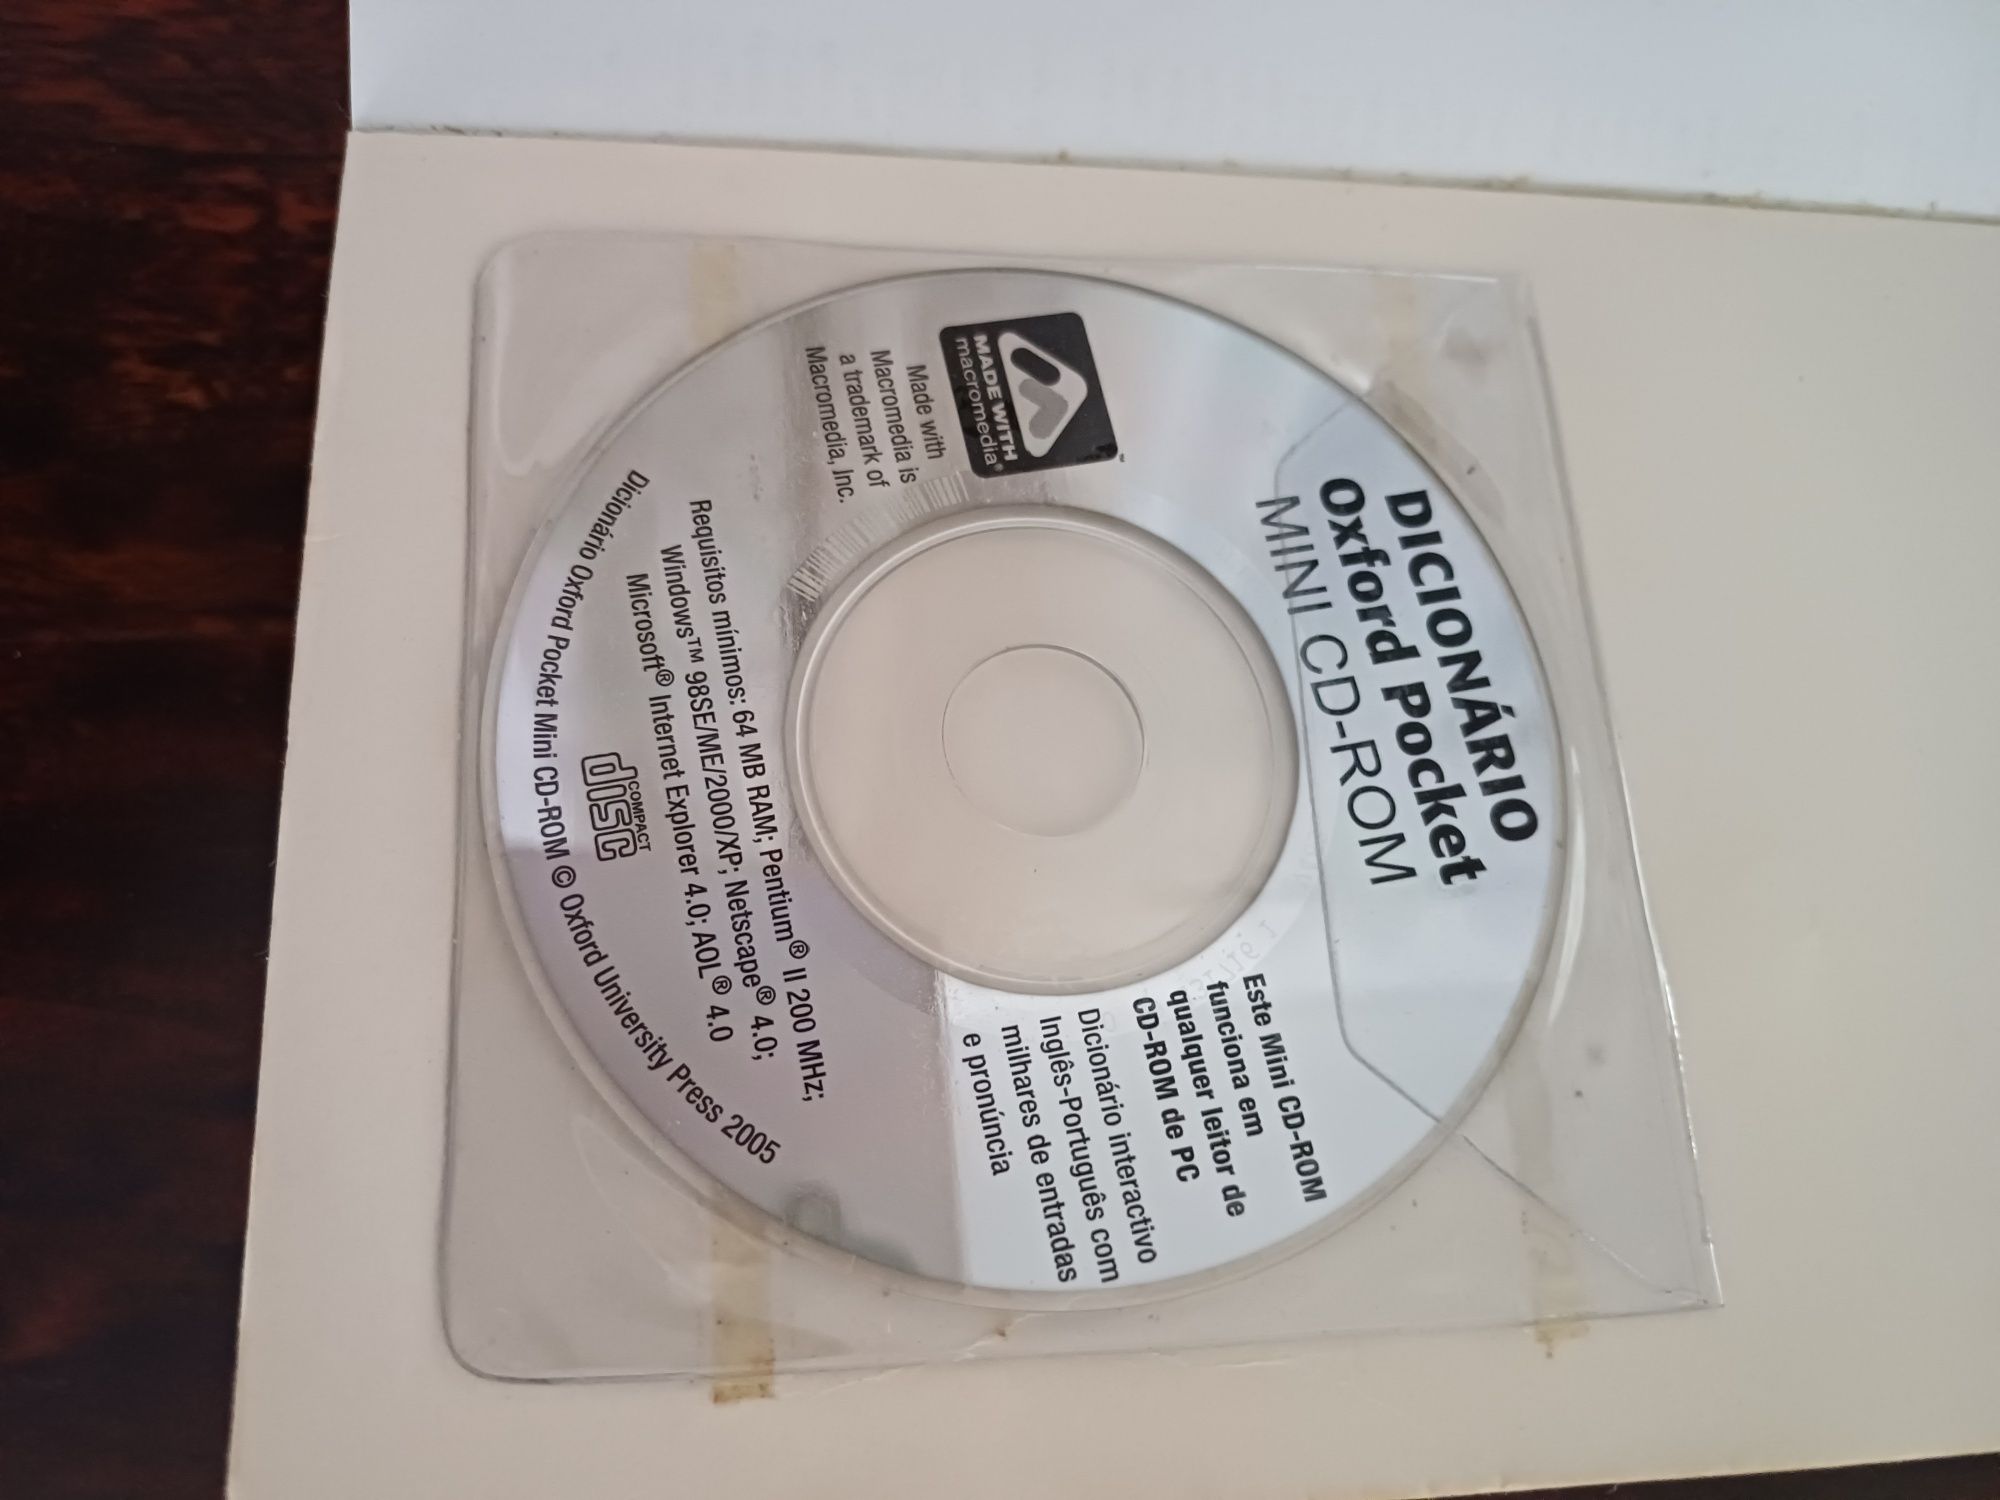 DICIONÁRIO
Oxford Pocket
MINI CD-ROM
MADE WITH
macromedia®
™
Made with
Macromedia is
a trademark of
Macromedia, Inc.
Este Mini CD-ROM
funciona em
qualquer leitor de
CD-ROM de PC
Dicionário interactivo
Inglês-Português com
milhares de entradas
e pronúncia
Requisitos mínimos: 64 MB RAM; Pentium® II 200 MHz;
Windows™ 98SE/ME/2000/XP; Netscape® 4.0;
Microsoft® Internet Explorer 4.0; AOL® 4.0
COMPACT
disc
Dicionário Oxford Pocket Mini CD-ROM © Oxford University Press 2005